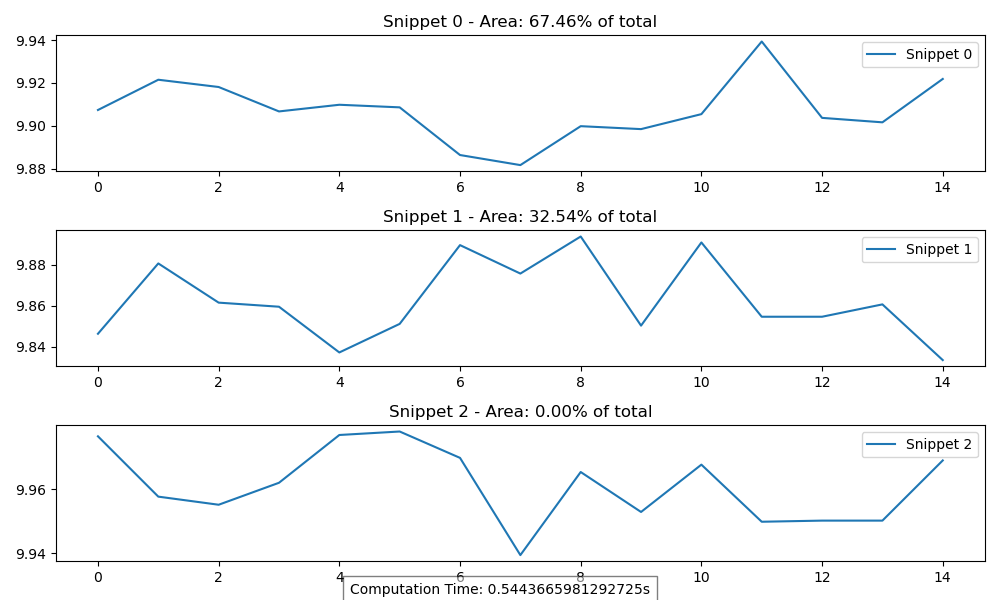 Snippet 0 - Area: 67.46% of total
9.94
9.92
9.90
9.88
Snippet 0
0 2 4 6 8 10 12 14
Snippet 1 - Area: 32.54% of total
9.88
9.86
9.84
Snippet 1
0 2 4 6 8 10 12 14
Snippet 2 - Area: 0.00% of total
9.96
9.94
Snippet 2
0 2 4 6 8 10 12 14
Computation Time: 0.5443665981292725s